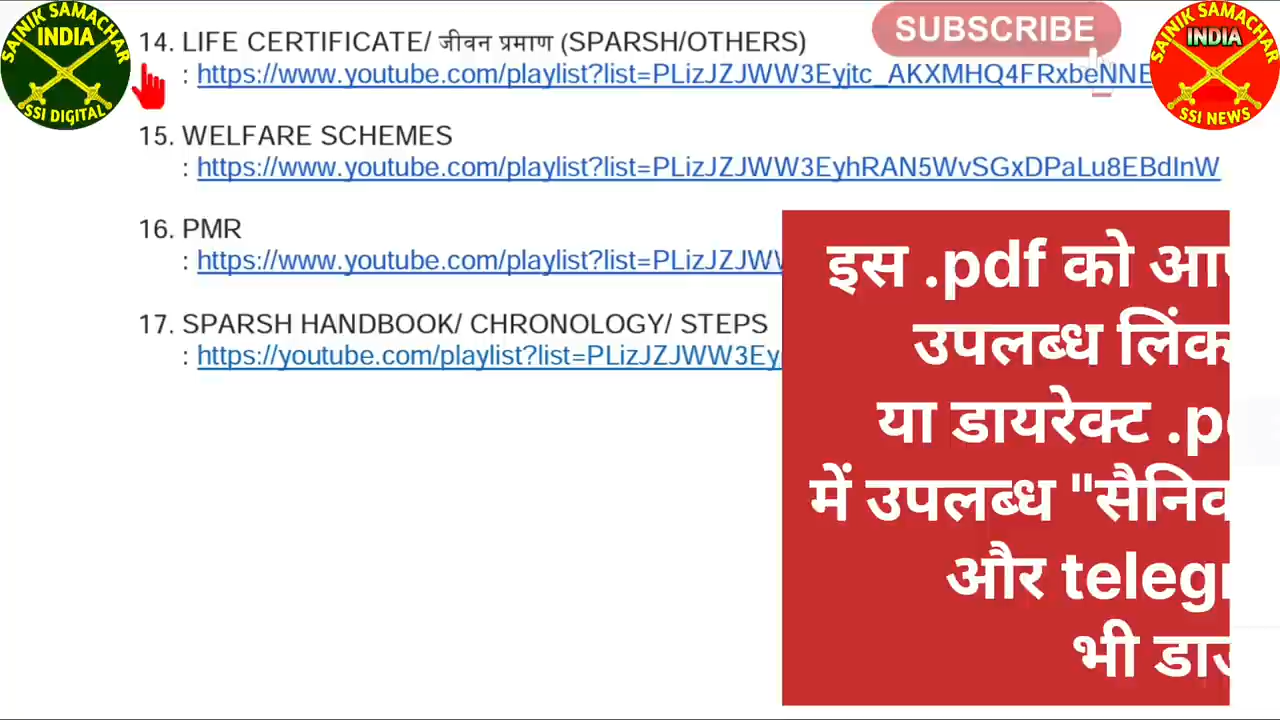 SAINIK SAMACHAR
INDIA
SSI DIGITAL
SUBSCRIBE
SAINIK SAMACHAR
INDIA
SSI NEWS
14. LIFE CERTIFICATE/ जीवन प्रमाण (SPARSH/OTHERS)
: https://www.youtube.com/playlist?list=PLizJZJWW3Eyjtc_AKXMHQ4FRxbeNNE
15. WELFARE SCHEMES
: https://www.youtube.com/playlist?list=PLizJZJWW3EyhRAN5WvSGxDPaLu8EBdInW
16. PMR
: https://www.youtube.com/playlist?list=PLizJZJW
17. SPARSH HANDBOOK/ CHRONOLOGY/ STEPS
: https://youtube.com/playlist?list=PLizJZJWW3Ey
इस .pdf को
उपलब्ध लिंक
या डायरेक्ट .p
में उपलब्ध "सैनिक
और telegr
भी